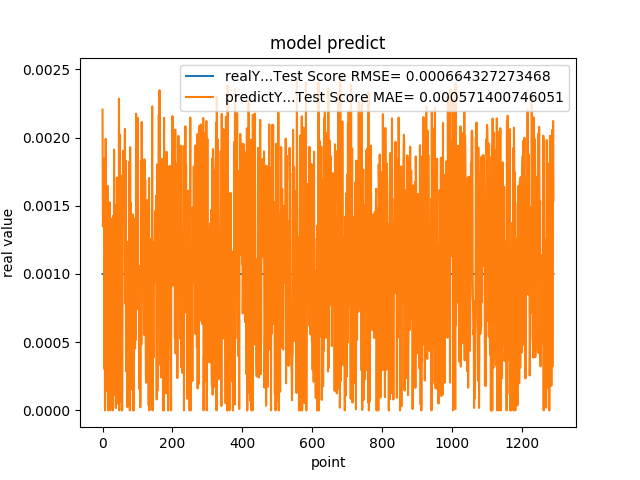 model predict
realY...Test Score RMSE= 0.000664327273468
predictY...Test Score MAE= 0.000571400746051
0.0025
0.0020
0.0015
0.0010
0.0005
0.0000
real value
0 200 400 600 800 1000 1200
point